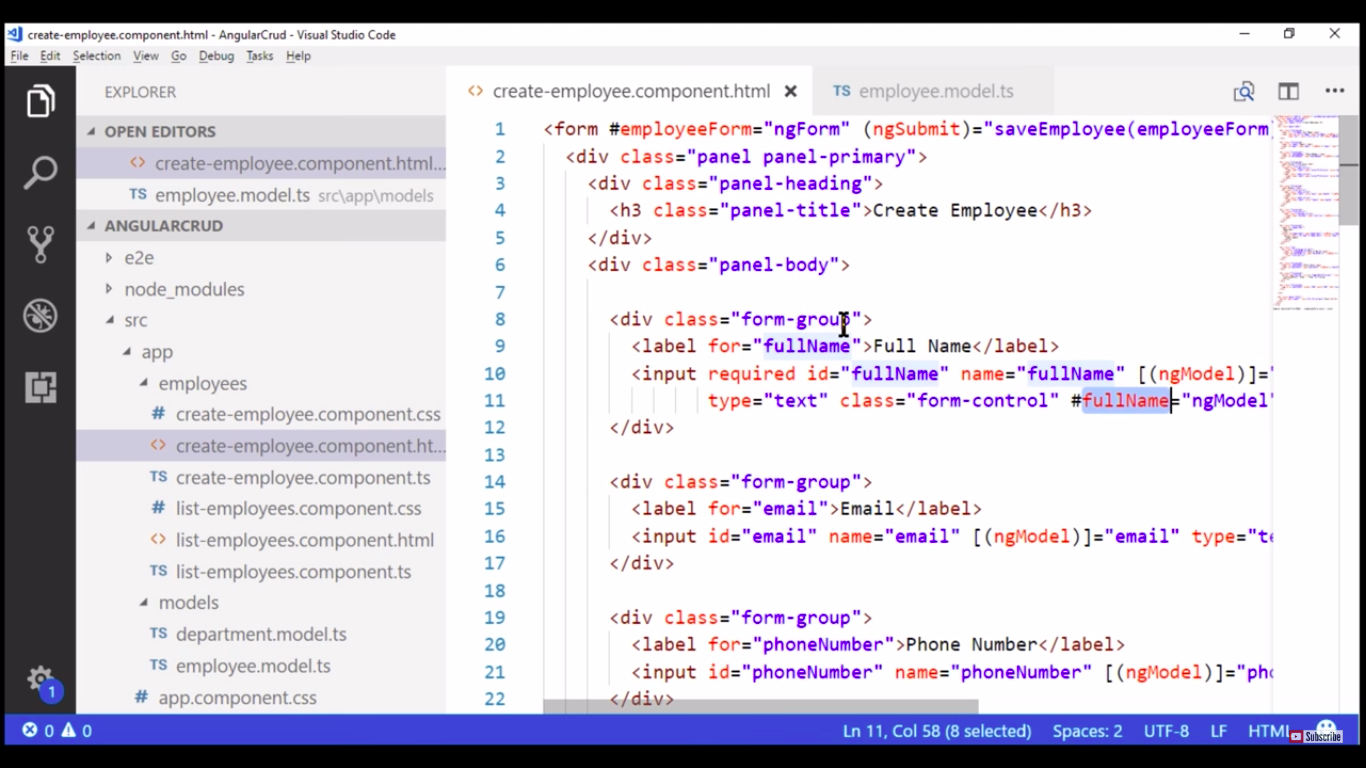 create-employee.component.html - AngularCrud - Visual Studio Code
File Edit Selection View Go Debug Tasks Help
EXPLORER
OPEN EDITORS
<> create-employee.component.html...
TS employee.model.ts src\app\models
ANGULARCRUD
e2e
node_modules
src
app
employees
# create-employee.component.css
<> create-employee.component.ht...
TS create-employee.component.ts
# list-employees.component.css
<> list-employees.component.html
TS list-employees.component.ts
models
TS department.model.ts
TS employee.model.ts
# app.component.css
1
<> create-employee.component.html ×
TS employee.model.ts
1 <form #employeeForm="ngForm" (ngSubmit)="saveEmployee(employeeForm
2 <div class="panel panel-primary">
3 <div class="panel-heading">
4 <h3 class="panel-title">Create Employee</h3>
5 </div>
6 <div class="panel-body">
7
8 <div class="form-group">
9 <label for="fullName">Full Name</label>
10 <input required id="fullName" name="fullName" [(ngModel)]="
11 type="text" class="form-control" #fullName="ngModel"
12 </div>
13
14 <div class="form-group">
15 <label for="email">Email</label>
16 <input id="email" name="email" [(ngModel)]="email" type="te
17 </div>
18
19 <div class="form-group">
20 <label for="phoneNumber">Phone Number</label>
21 <input id="phoneNumber" name="phoneNumber" [(ngModel)]="pho
22 </div>
0 0 Ln 11, Col 58 (8 selected) Spaces: 2 UTF-8 LF HTML
Subscribe